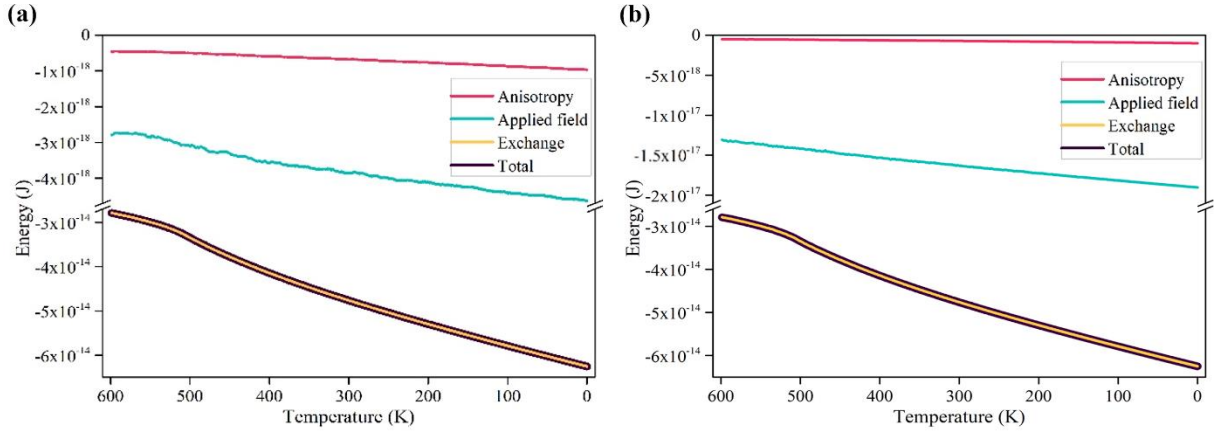 (a)
0
-1x10⁻¹⁸
-2x10⁻¹⁸
-3x10⁻¹⁸
-4x10⁻¹⁸
-3x10⁻¹⁴
-4x10⁻¹⁴
-5x10⁻¹⁴
-6x10⁻¹⁴
Energy (J)
Anisotropy
Applied field
Exchange
Total
600 500 400 300 200 100 0
Temperature (K)
(b)
0
-5x10⁻¹⁸
-1x10⁻¹⁷
-1.5x10⁻¹⁷
-2x10⁻¹⁷
-3x10⁻¹⁴
-4x10⁻¹⁴
-5x10⁻¹⁴
-6x10⁻¹⁴
Energy (J)
Anisotropy
Applied field
Exchange
Total
600 500 400 300 200 100 0
Temperature (K)